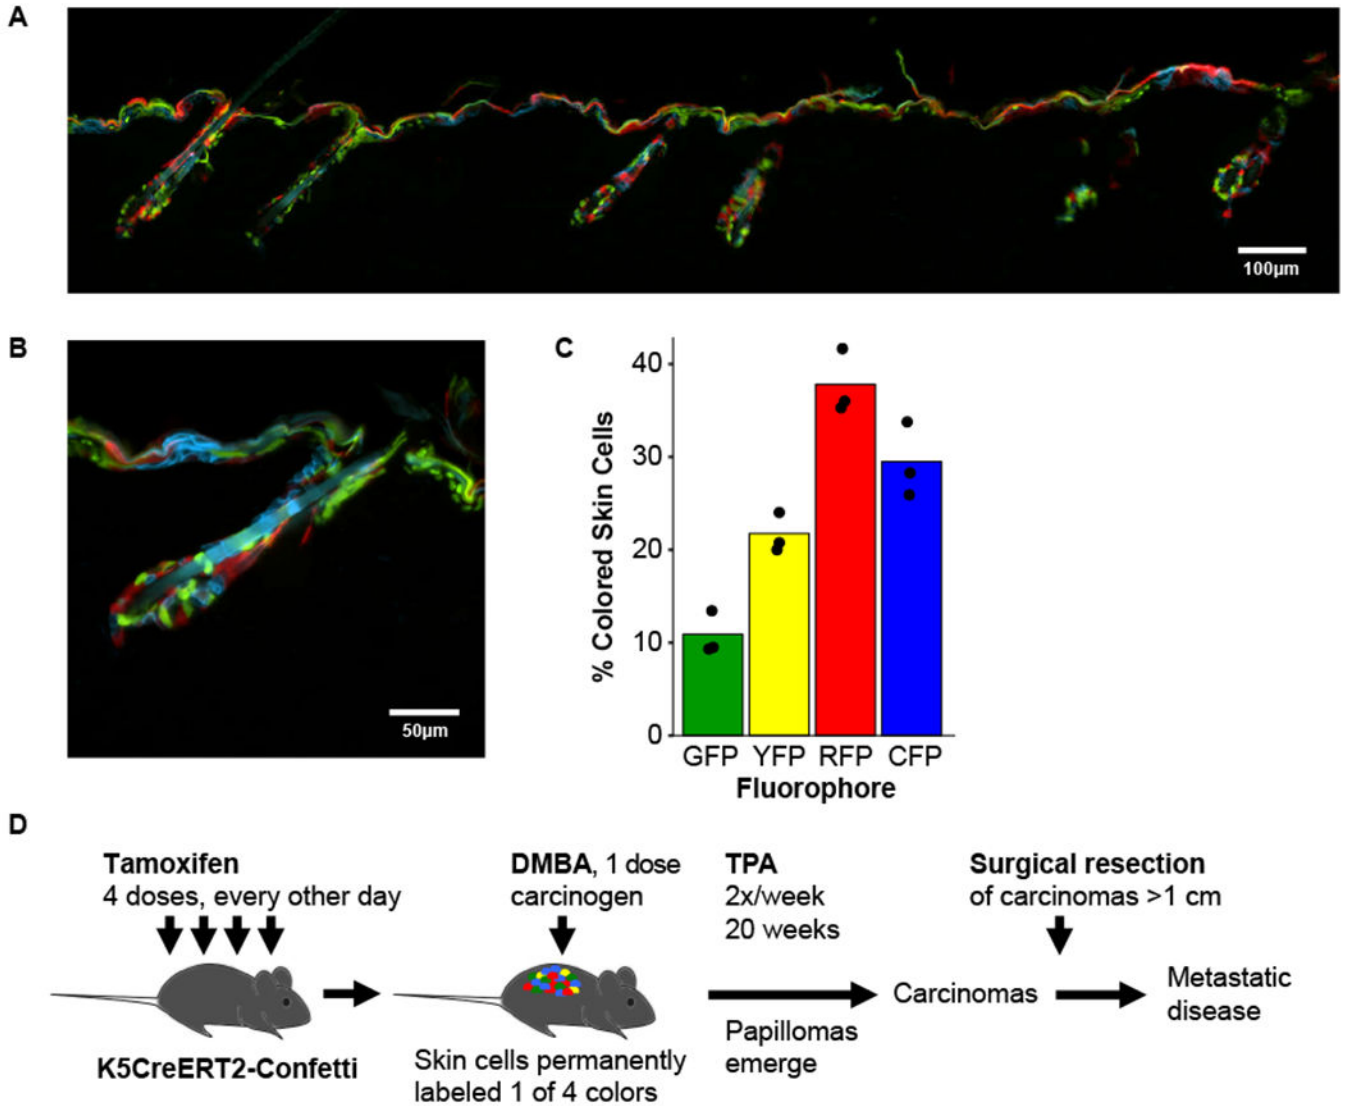 A
100µm
B
50µm
C
% Colored Skin Cells
40
30
20
10
0
GFP YFP RFP CFP
Fluorophore
D
Tamoxifen
4 doses, every other day
K5CreERT2-Confetti
DMBA, 1 dose
carcinogen
Skin cells permanently
labeled 1 of 4 colors
TPA
2x/week
20 weeks
Papillomas
emerge
Surgical resection
of carcinomas >1 cm
Carcinomas
Metastatic
disease